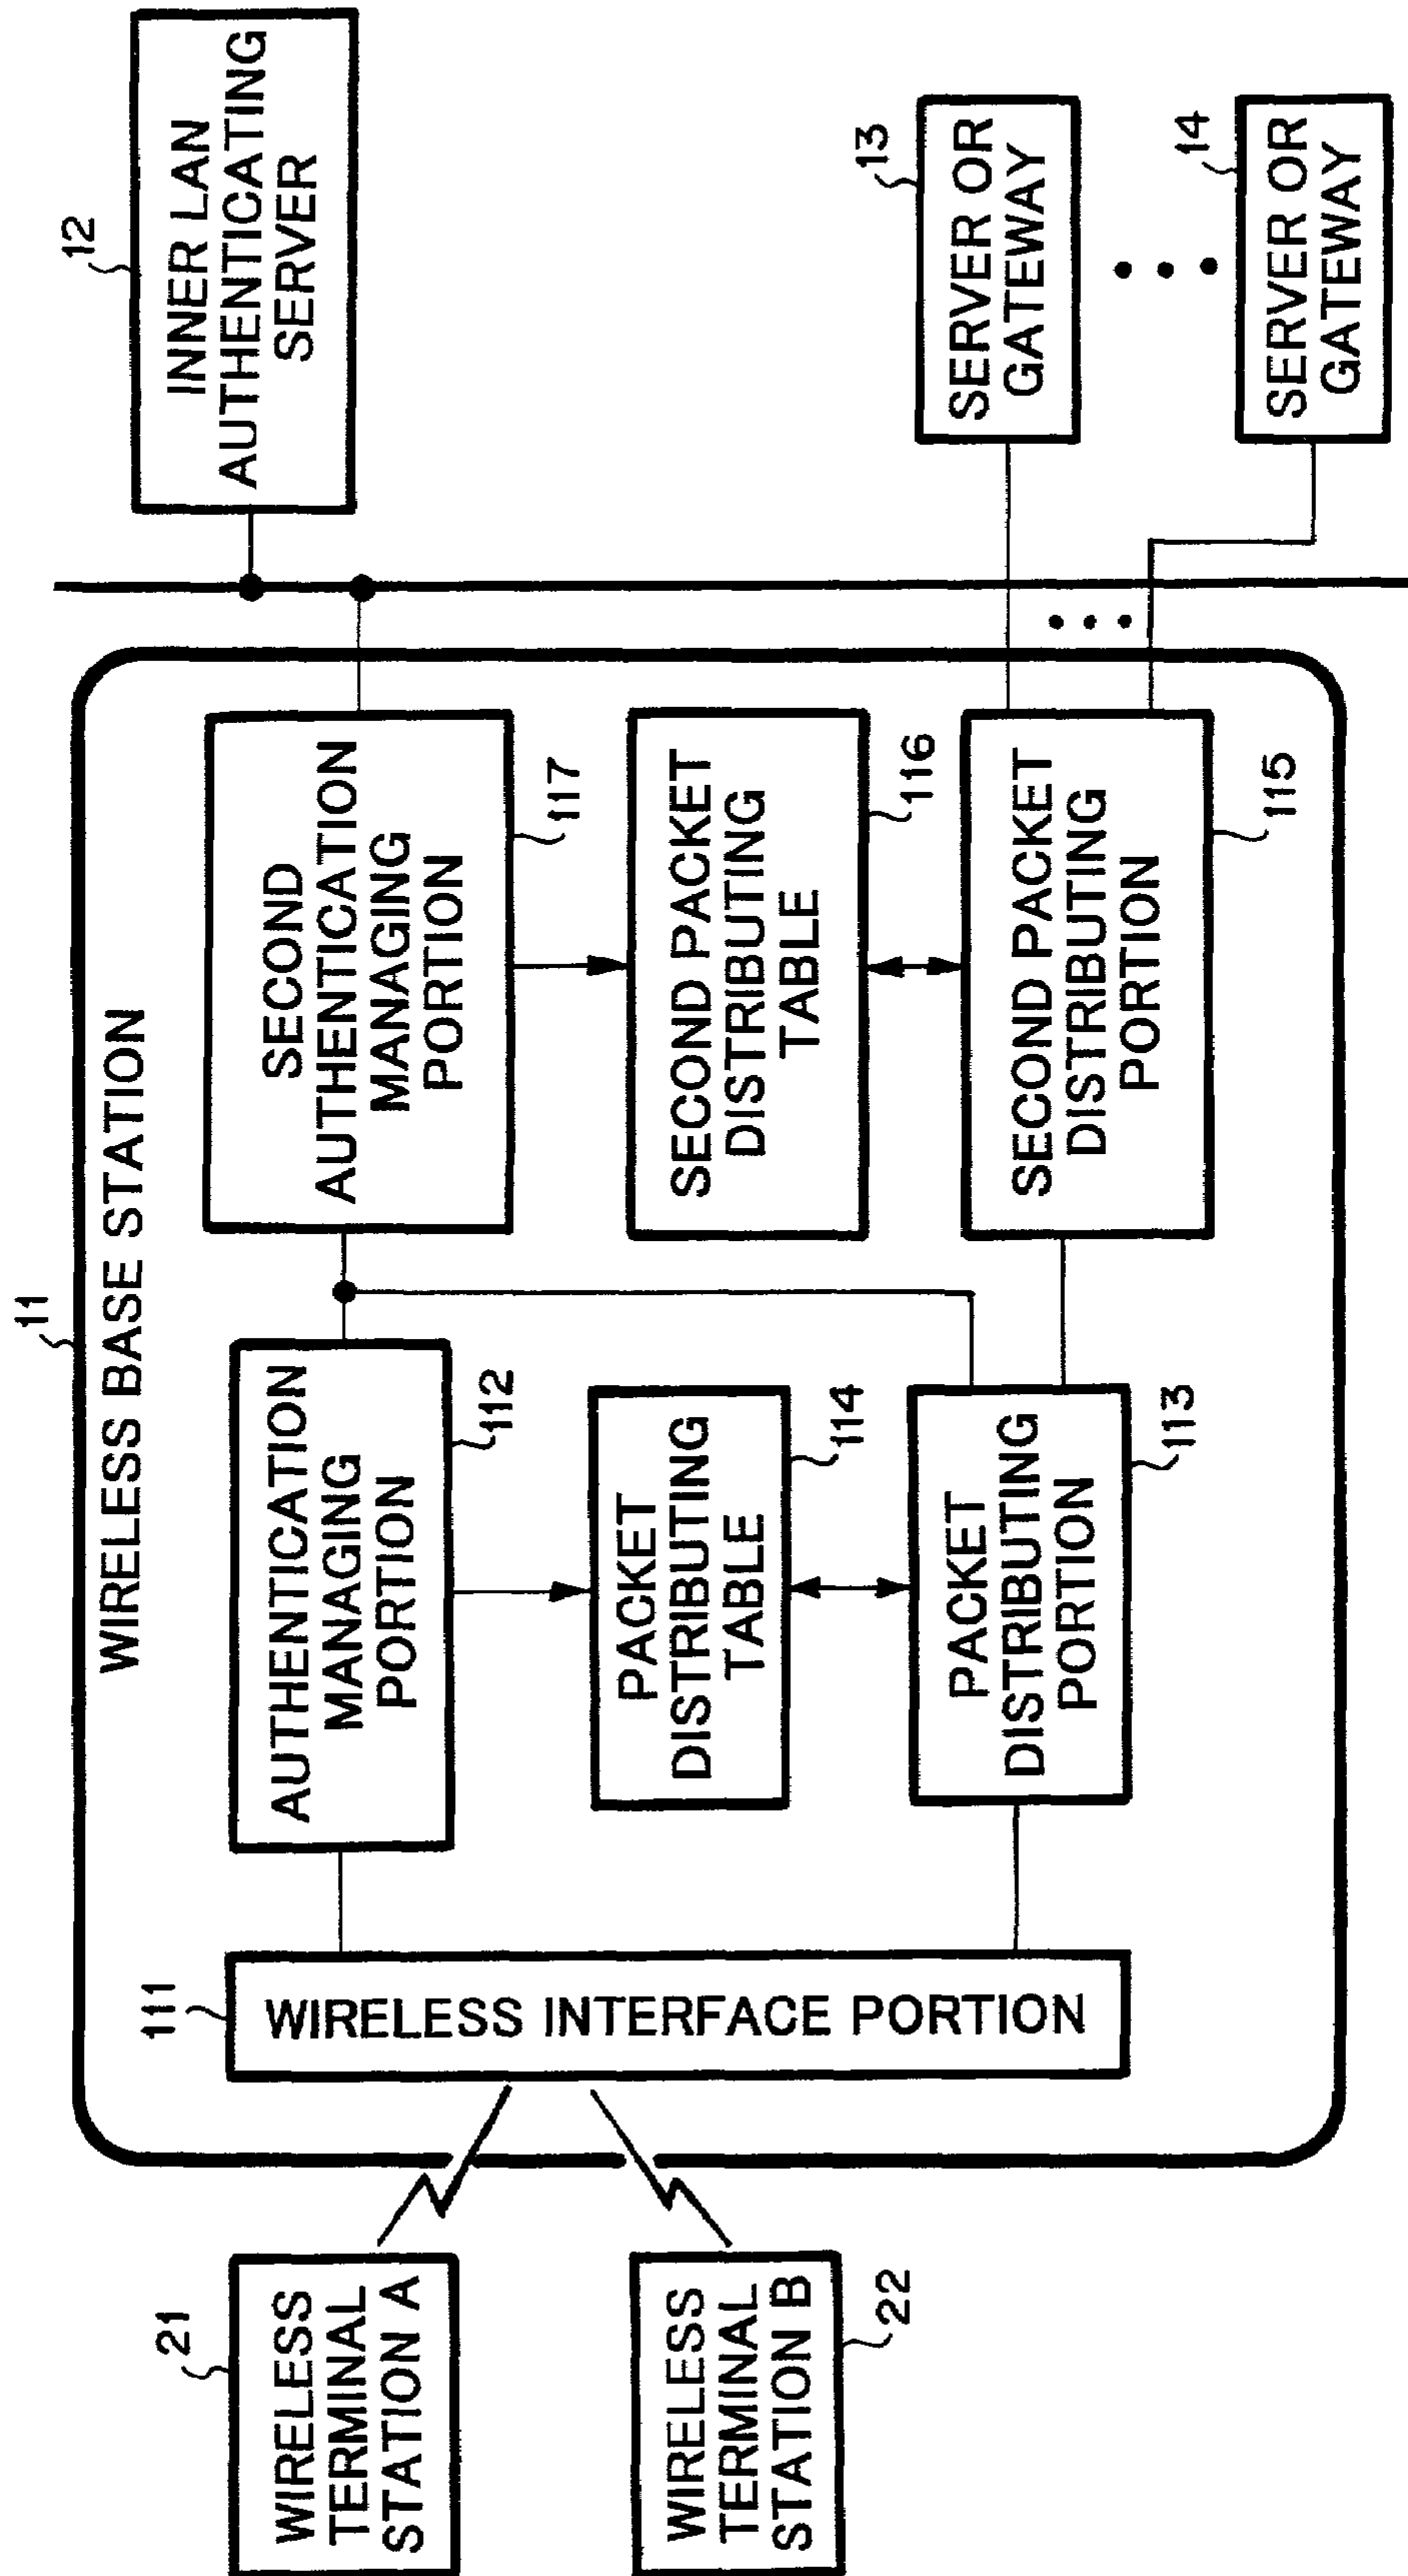 11
WIRELESS BASE STATION
21
WIRELESS
TERMINAL
STATION A
WIRELESS
TERMINAL
STATION B
22
111
WIRELESS INTERFACE PORTION
AUTHENTICATION
MANAGING
PORTION
112
PACKET
DISTRIBUTING
TABLE
114
PACKET
DISTRIBUTING
PORTION
113
SECOND
AUTHENTICATION
MANAGING
PORTION
117
SECOND PACKET
DISTRIBUTING
TABLE
116
SECOND PACKET
DISTRIBUTING
PORTION
115
12
INNER LAN
AUTHENTICATING
SERVER
13
SERVER OR
GATEWAY
14
SERVER OR
GATEWAY